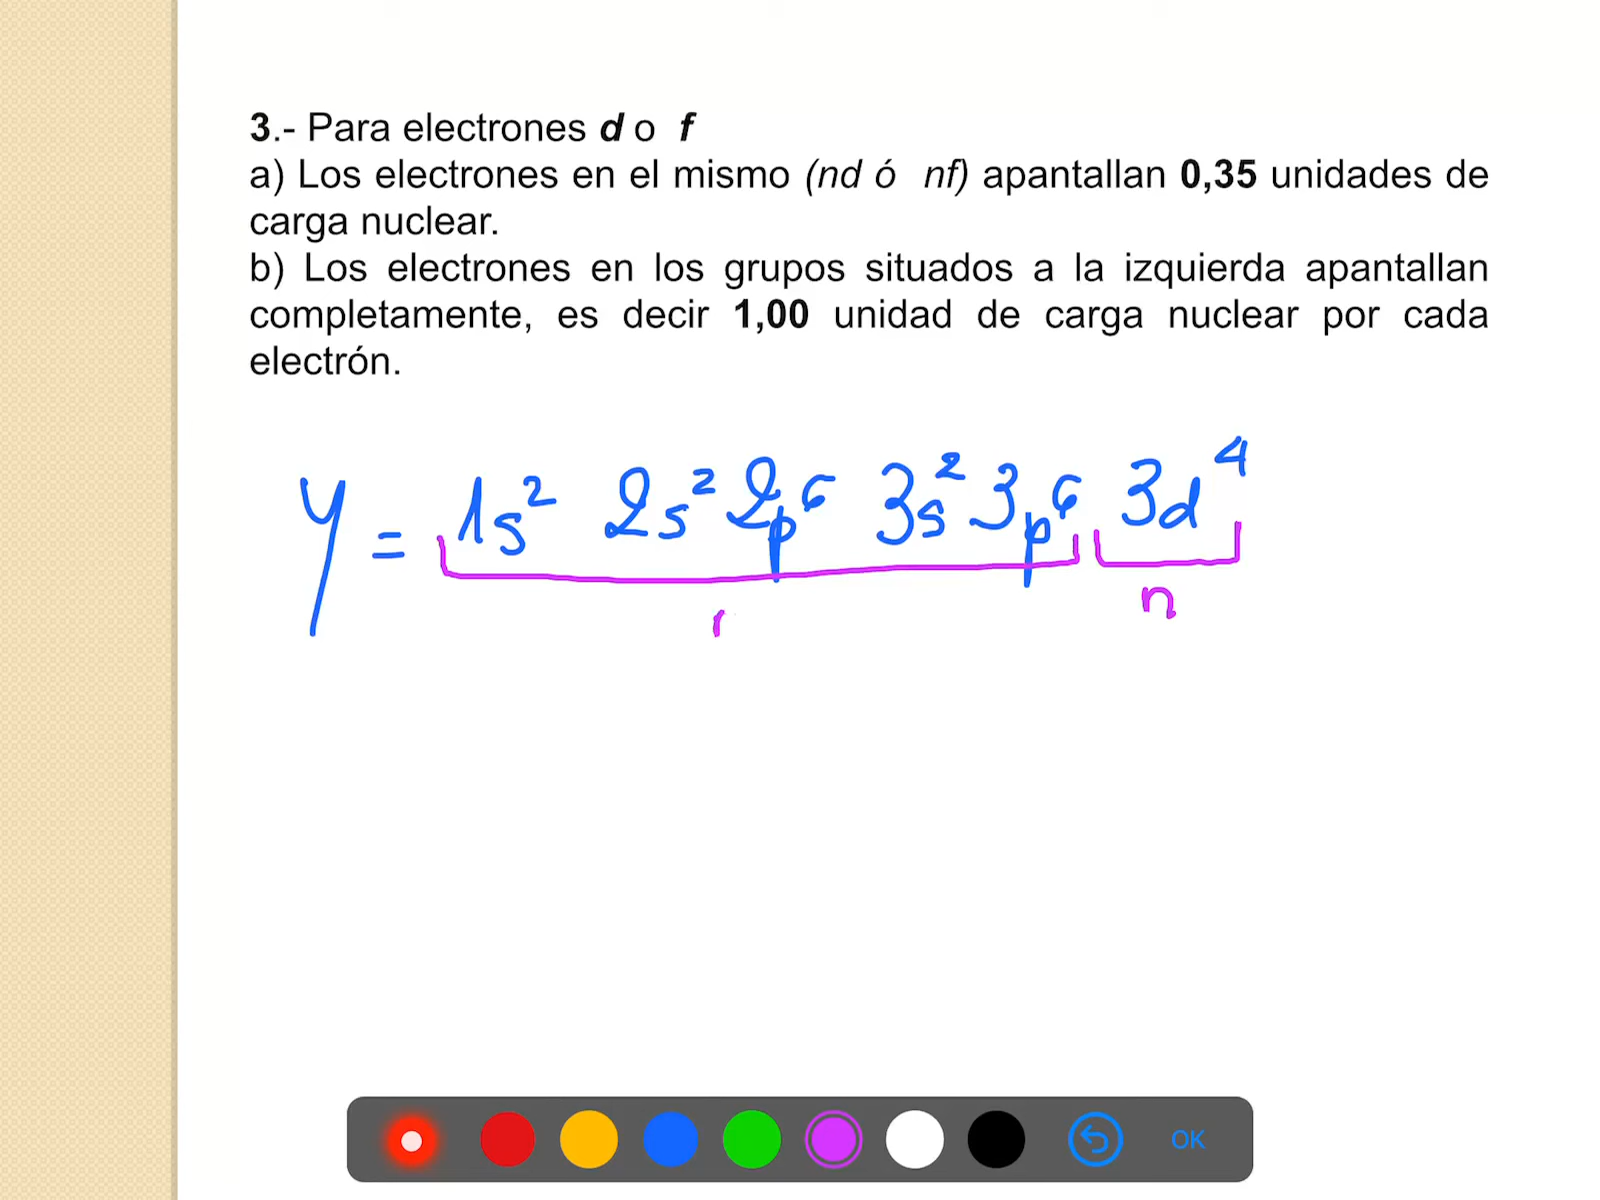 3.- Para electrones d o f
a) Los electrones en el mismo (nd ó nf) apantallan 0,35 unidades de
carga nuclear.
b) Los electrones en los grupos situados a la izquierda apantallan
completamente, es decir 1,00 unidad de carga nuclear por cada
electrón.
y = 1s² 2s² 2p⁶ 3s² 3p⁶ 3d⁴
n
OK